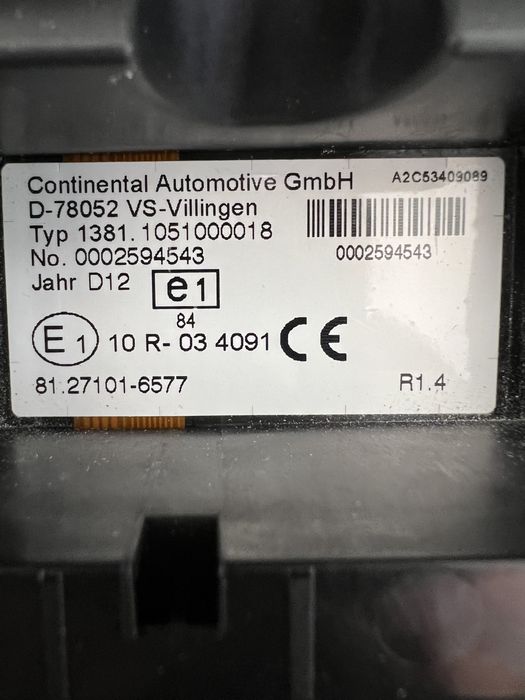 Continental Automotive GmbH
A2C53409089
D-78052 VS-Villingen
Typ 1381.1051000018
No. 0002594543
0002594543
Jahr D12
e1
84
E1 10 R- 03 4091 CE
81.27101-6577
R1.4